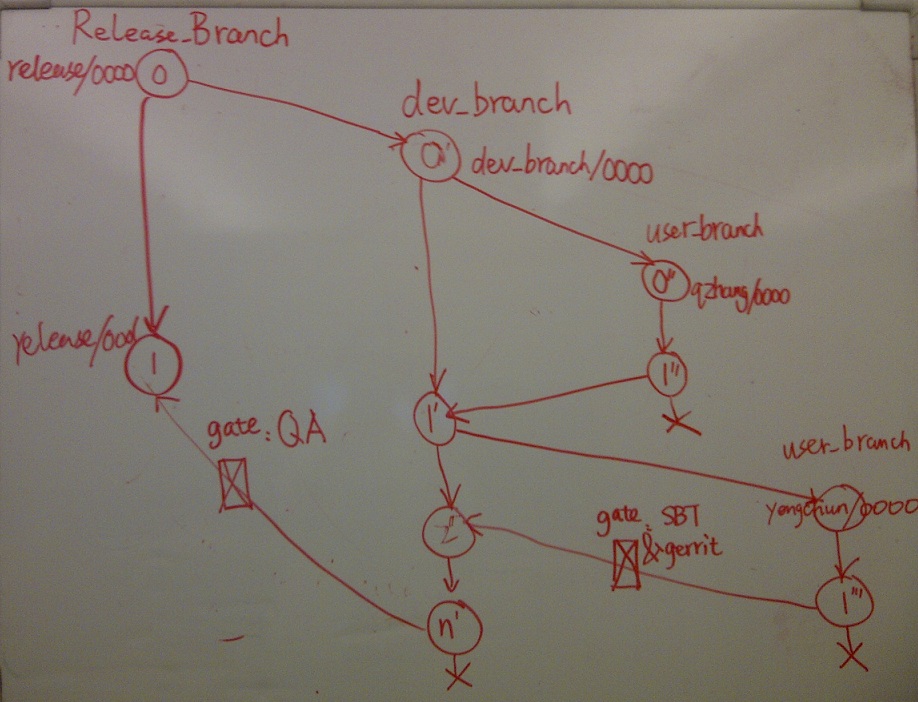 Release_Branch
release/0000
0
dev_branch
0'
dev_branch/0000
user_branch
0"
qzhang/0000
release/0001
1
1"
1'
gate: QA
user_branch
yongchun/0000
gate: SBT
& gerrit
2'
1'''
n'